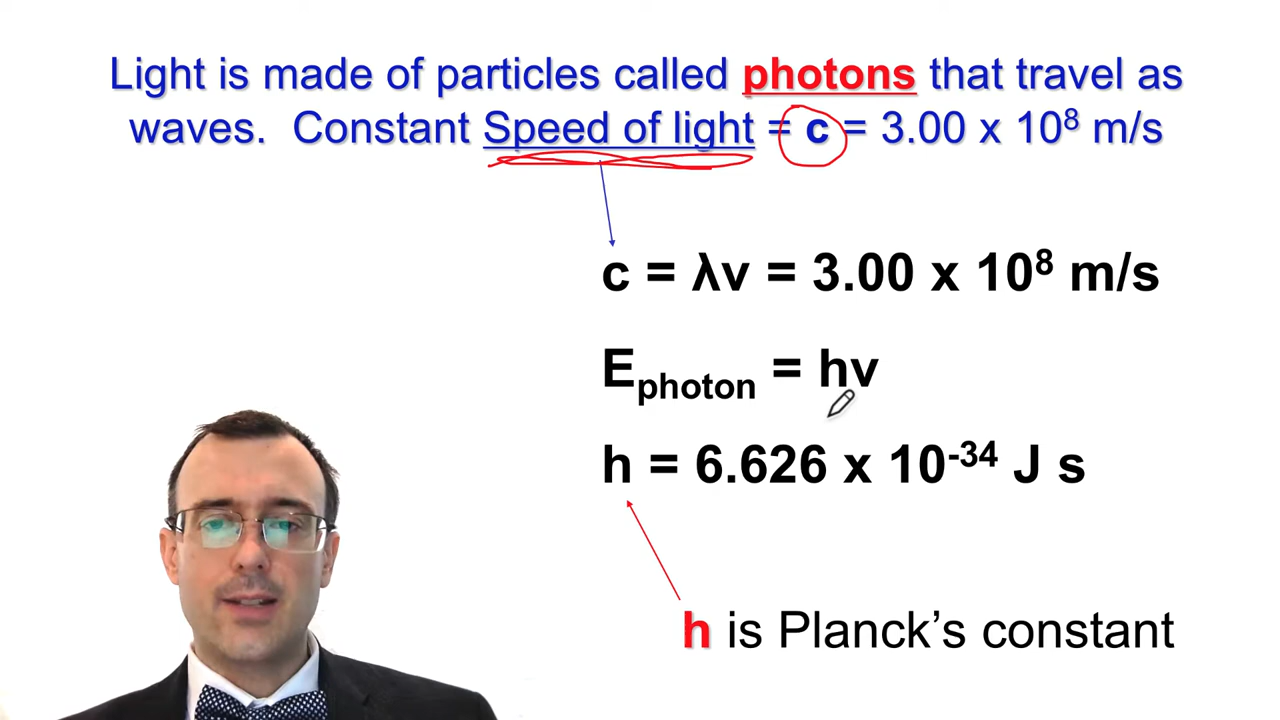 Light is made of particles called photons that travel as
waves. Constant Speed of light = c = 3.00 x 10⁸ m/s
c = λv = 3.00 x 10⁸ m/s
Ephoton = hv
h = 6.626 x 10⁻³⁴ J s
h is Planck’s constant